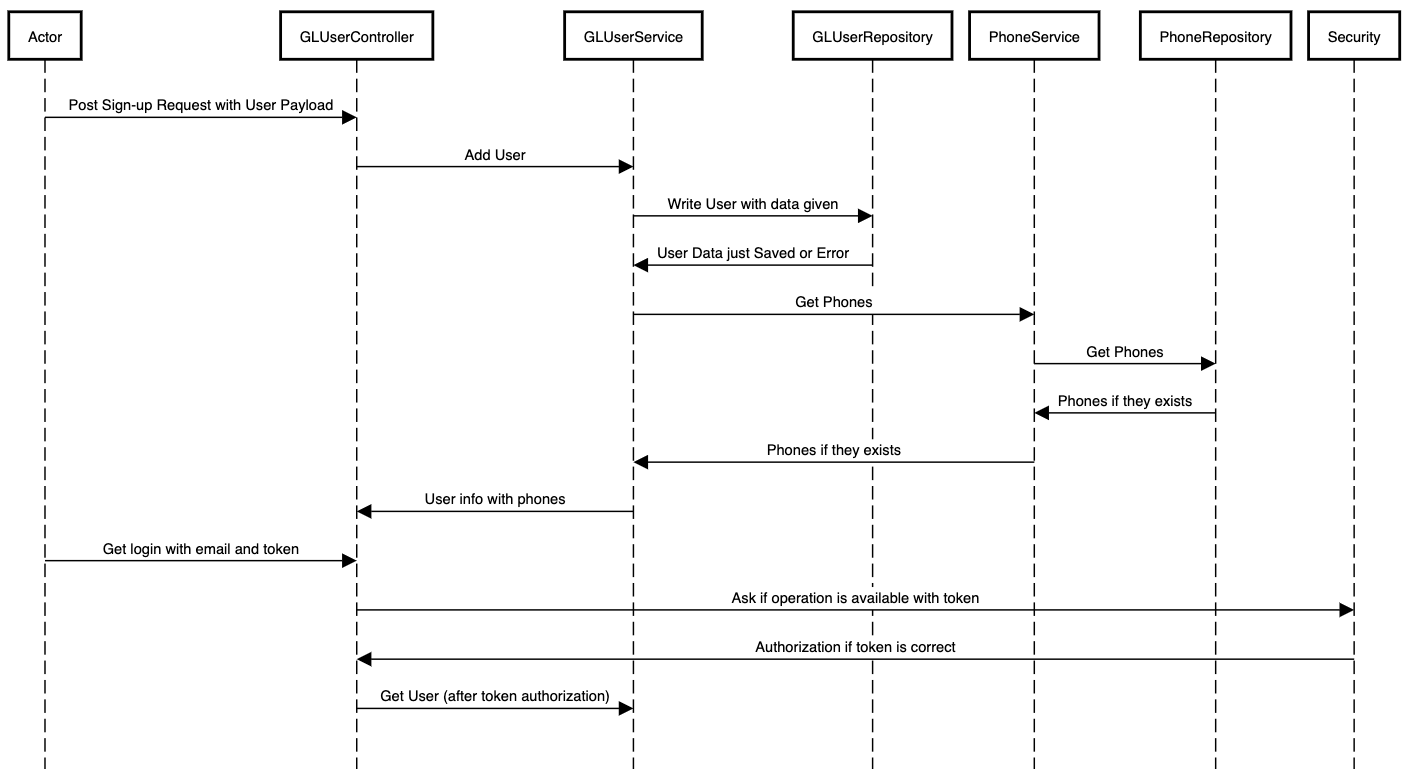 Actor
GLUserController
GLUserService
GLUserRepository
PhoneService
PhoneRepository
Security
Post Sign-up Request with User Payload
Add User
Write User with data given
User Data just Saved or Error
Get Phones
Get Phones
Phones if they exists
Phones if they exists
User info with phones
Get login with email and token
Ask if operation is available with token
Authorization if token is correct
Get User (after token authorization)